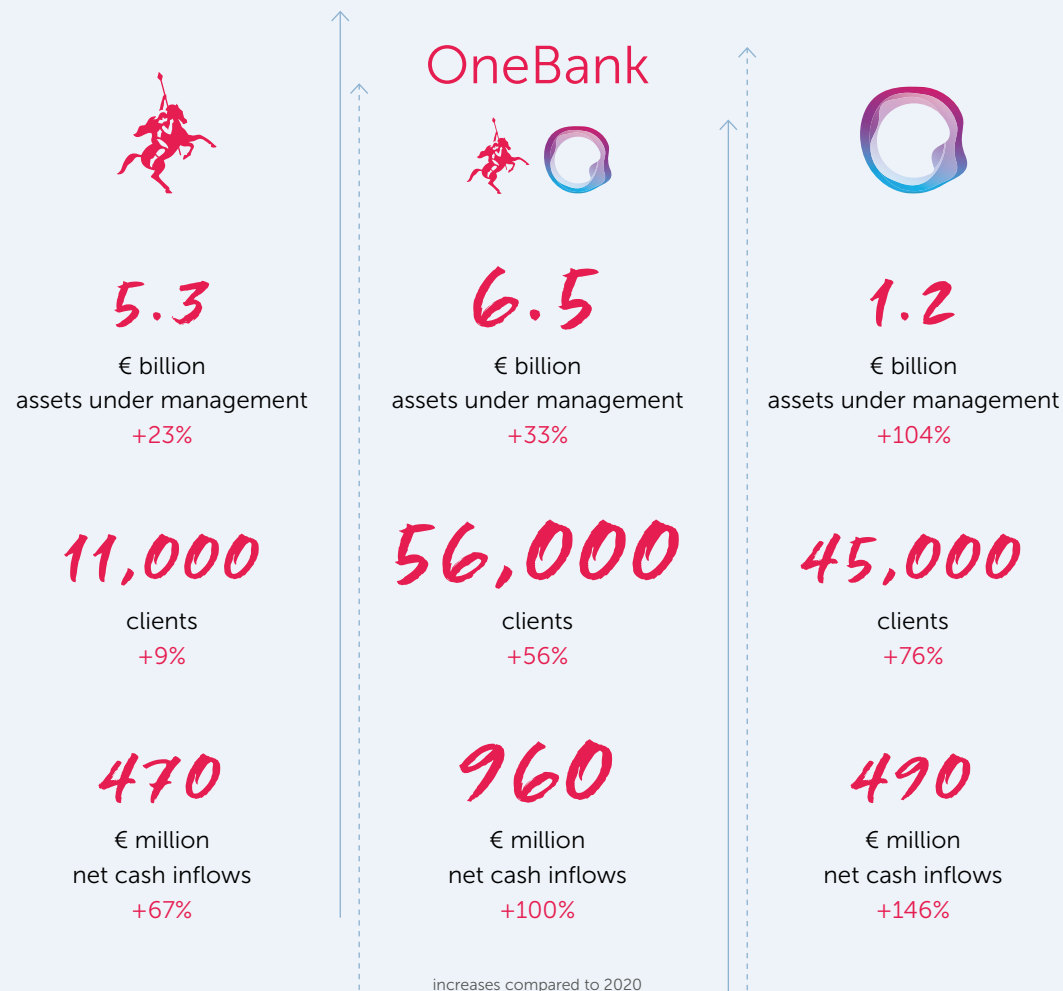 OneBank
5.3
€ billion
assets under management
+23%
6.5
€ billion
assets under management
+33%
1.2
€ billion
assets under management
+104%
11,000
clients
+9%
56,000
clients
+56%
45,000
clients
+76%
470
€ million
net cash inflows
+67%
960
€ million
net cash inflows
+100%
490
€ million
net cash inflows
+146%
increases compared to 2020